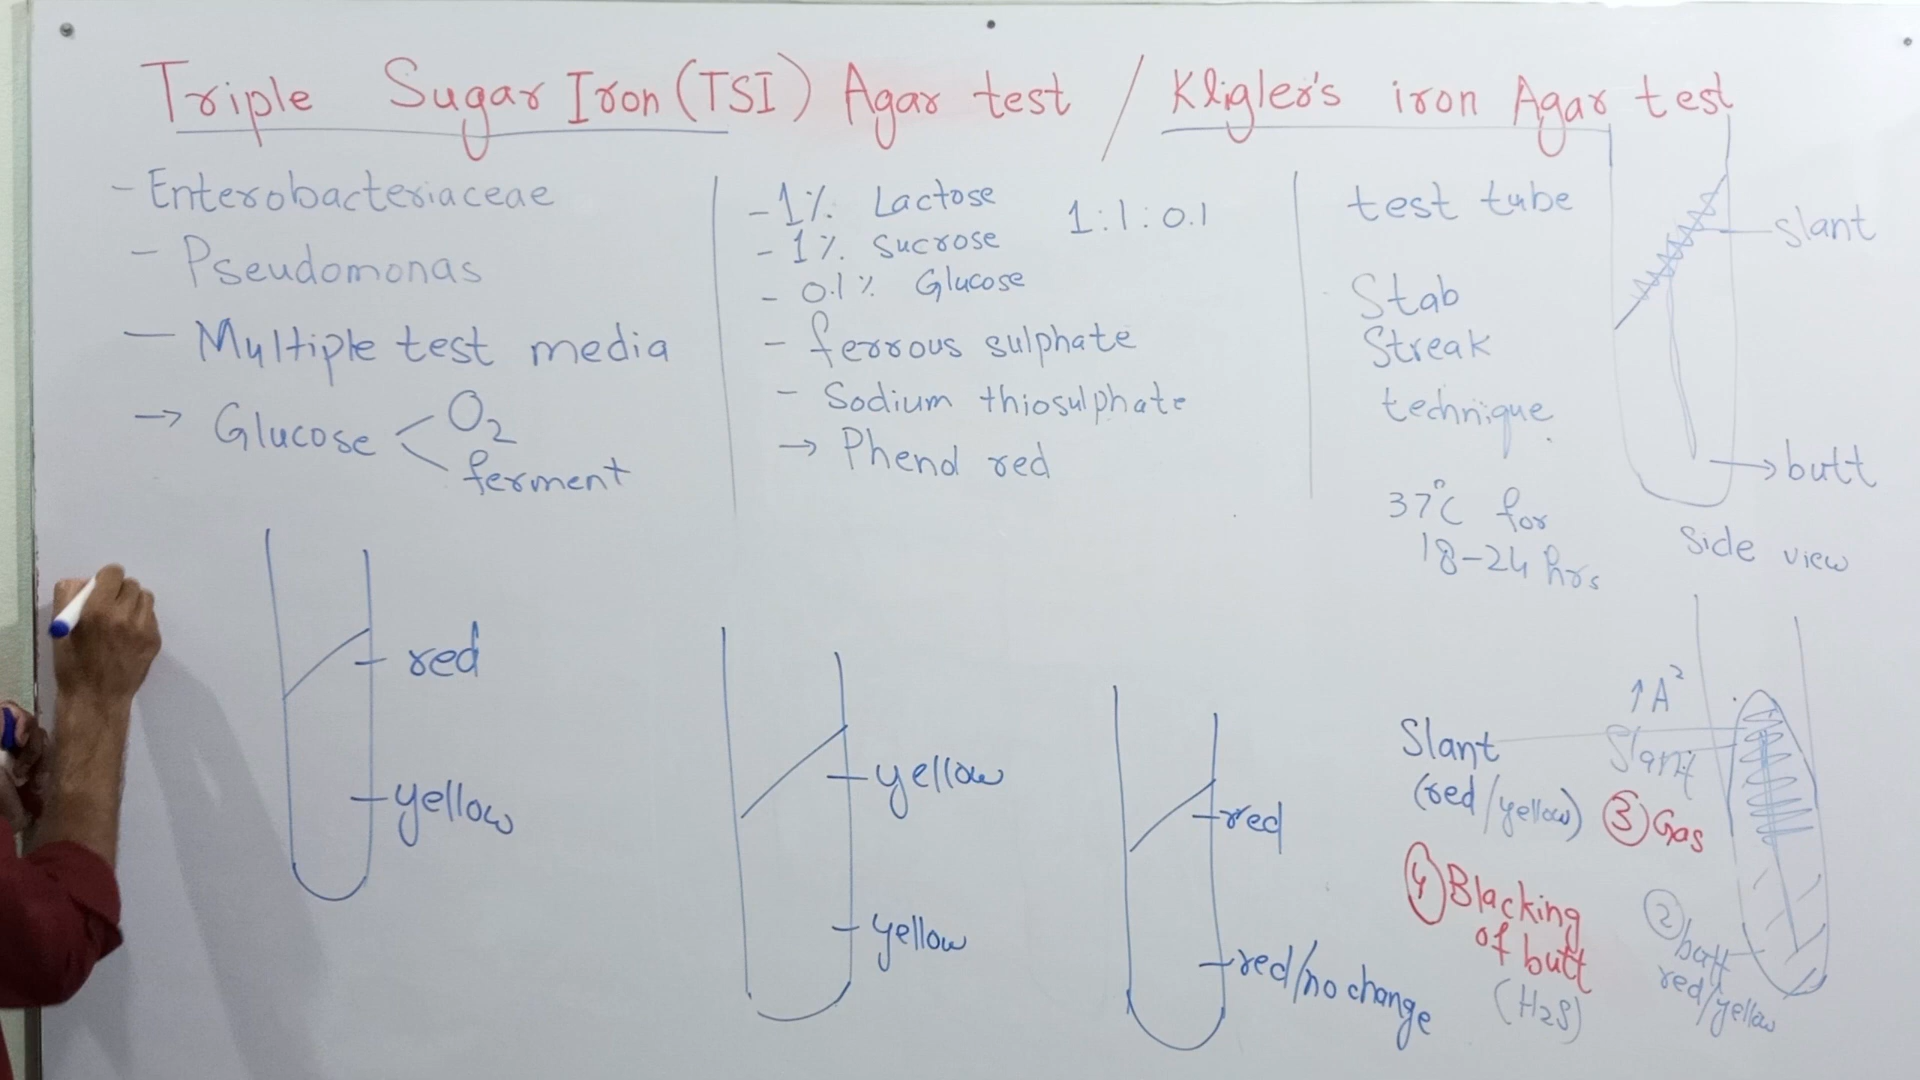 Triple Sugar Iron (TSI) Agar test / Kligler's iron Agar test
- Enterobacteriaceae
- Pseudomonas
- Multiple test media
→ Glucose < O2
ferment
- 1% Lactose
- 1% Sucrose
- 0.1% Glucose
1:1:0.1
- ferrous sulphate
- Sodium thiosulphate
→ Phenol red
test tube
Stab
Streak
technique
37°C for
18-24 hrs
slant
→ butt
Side view
red
yellow
yellow
yellow
red
red/no change
↑A²
Slant
(red/yellow)
Slant
③ Gas
④ Blacking
of butt
(H2S)
② butt
red/yellow